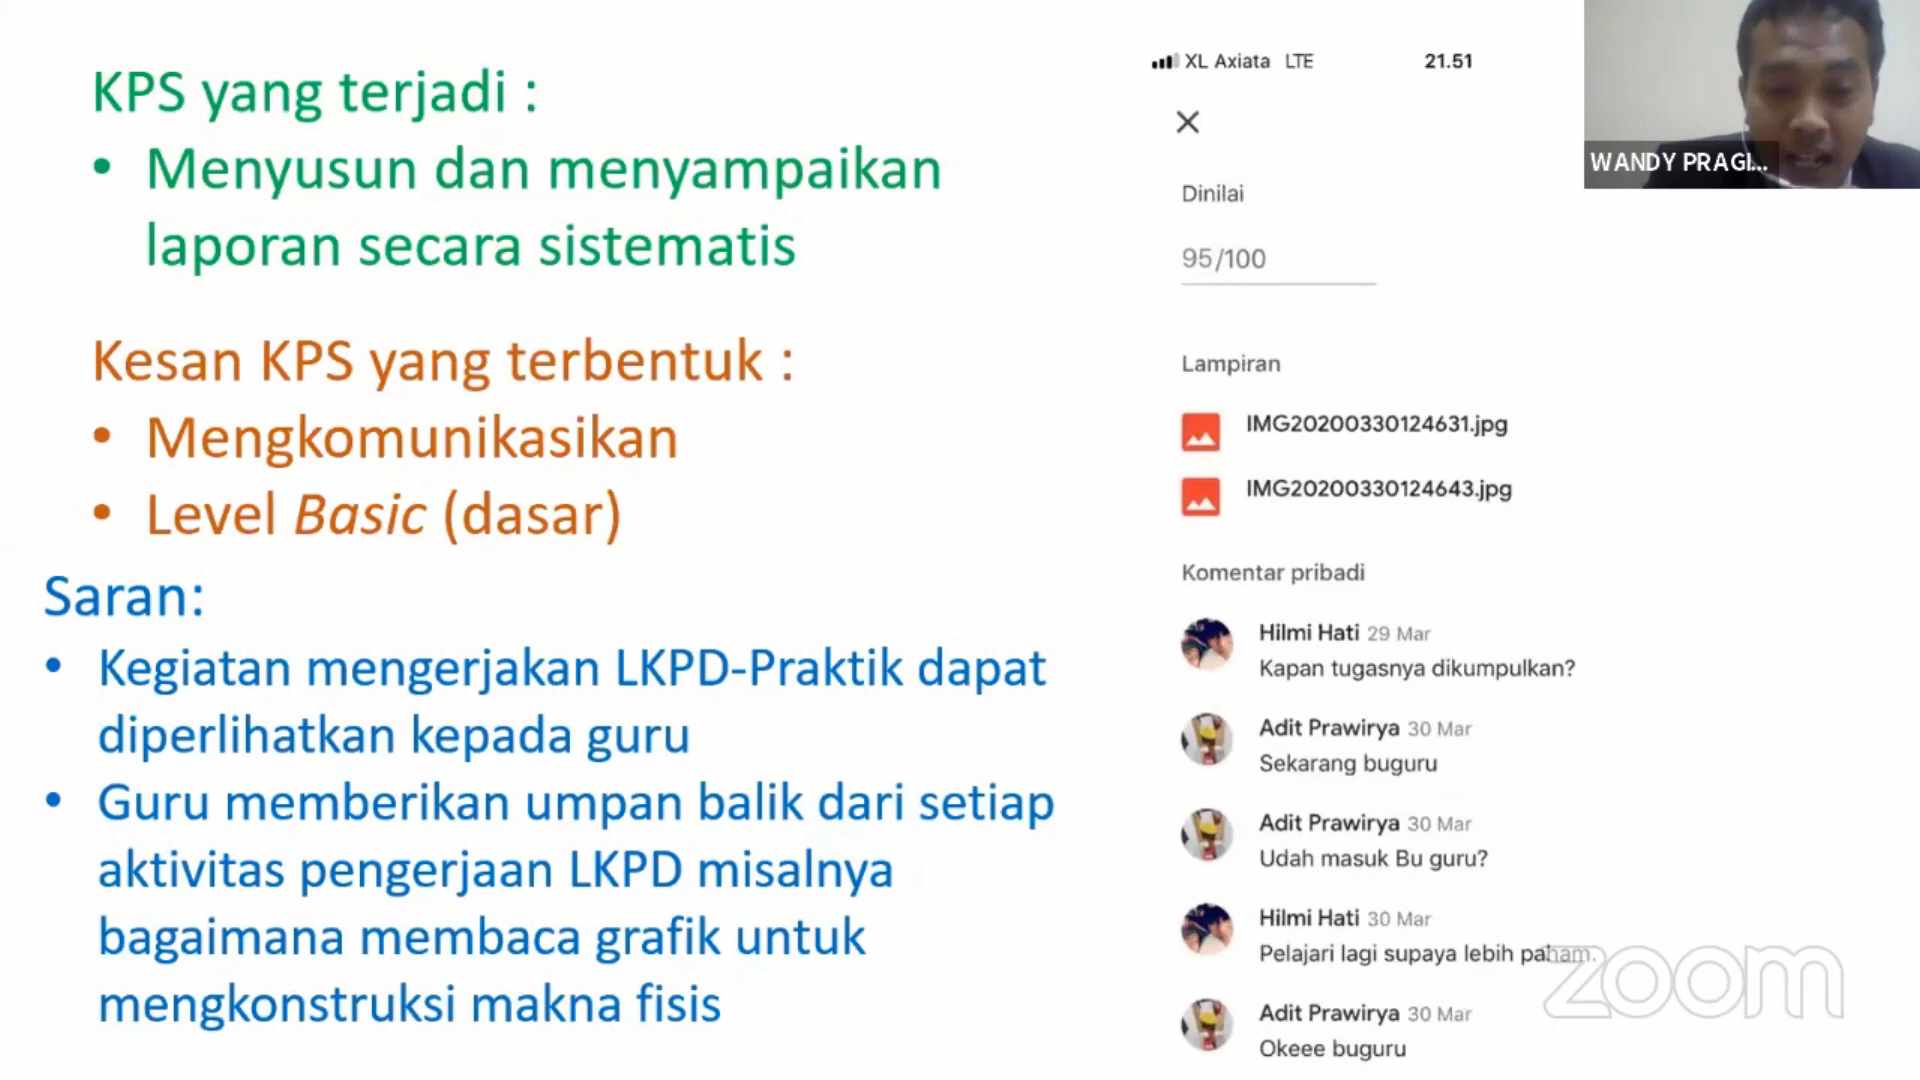 KPS yang terjadi :
• Menyusun dan menyampaikan
laporan secara sistematis
Kesan KPS yang terbentuk :
• Mengkomunikasikan
• Level Basic (dasar)
Saran:
• Kegiatan mengerjakan LKPD-Praktik dapat
diperlihatkan kepada guru
• Guru memberikan umpan balik dari setiap
aktivitas pengerjaan LKPD misalnya
bagaimana membaca grafik untuk
mengkonstruksi makna fisis
XL Axiata LTE 21.51
Dinilai
95/100
Lampiran
IMG20200330124631.jpg
IMG20200330124643.jpg
Komentar pribadi
Hilmi Hati 29 Mar
Kapan tugasnya dikumpulkan?
Adit Prawirya 30 Mar
Sekarang buguru
Adit Prawirya 30 Mar
Udah masuk Bu guru?
Hilmi Hati 30 Mar
Pelajari lagi supaya lebih paham.
Adit Prawirya 30 Mar
Okeee buguru
WANDY PRAGI...
zoom